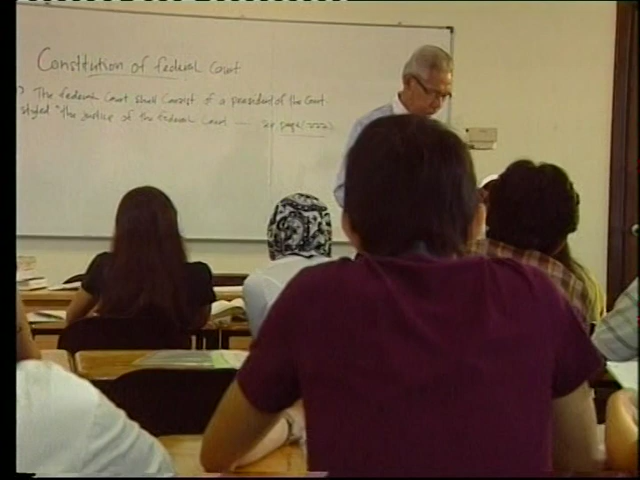 Constitution of federal Court
) The federal Court shall consist of a president of the Court
styled "the justice of the federal Court .... page (222)